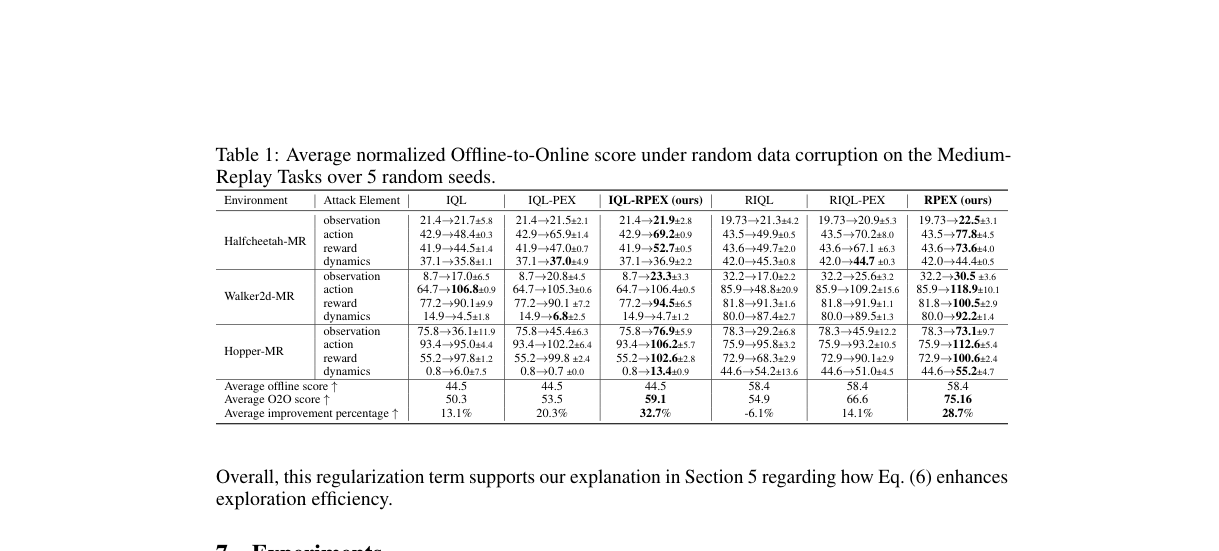 Table 1: Average normalized Offline-to-Online score under random data corruption on the Medium-
Replay Tasks over 5 random seeds.
Environment Attack Element IQL IQL-PEX IQL-RPEX (ours) RIQL RIQL-PEX RPEX (ours)
Halfcheetah-MR
observation 21.4→21.7±5.8 21.4→21.5±2.1 21.4→21.9±2.8 19.73→21.3±4.2 19.73→20.9±5.3 19.73→22.5±3.1
action 42.9→48.4±0.3 42.9→65.9±1.4 42.9→69.2±0.9 43.5→49.9±0.5 43.5→70.2±8.0 43.5→77.8±4.5
reward 41.9→44.5±1.4 41.9→47.0±0.7 41.9→52.7±0.5 43.6→49.7±2.0 43.6→67.1 ±6.3 43.6→73.6±4.0
dynamics 37.1→35.8±1.1 37.1→37.0±4.9 37.1→36.9±2.2 42.0→45.3±0.8 42.0→44.7 ±0.3 42.0→44.4±0.5
Walker2d-MR
observation 8.7→17.0±6.5 8.7→20.8±4.5 8.7→23.3±3.3 32.2→17.0±2.2 32.2→25.6±3.2 32.2→30.5 ±3.6
action 64.7→106.8±0.9 64.7→105.3±0.6 64.7→106.4±0.5 85.9→48.8±20.9 85.9→109.2±15.6 85.9→118.9±10.1
reward 77.2→90.1±9.9 77.2→90.1 ±7.2 77.2→94.5±6.5 81.8→91.3±1.6 81.8→91.9±1.1 81.8→100.5±2.9
dynamics 14.9→4.5±1.8 14.9→6.8±2.5 14.9→4.7±1.2 80.0→87.4±2.7 80.0→89.5±1.3 80.0→92.2±1.4
Hopper-MR
observation 75.8→36.1±11.9 75.8→45.4±6.3 75.8→76.9±5.9 78.3→29.2±6.8 78.3→45.9±12.2 78.3→73.1±9.7
action 93.4→95.0±4.4 93.4→102.2±6.4 93.4→106.2±5.7 75.9→95.8±3.2 75.9→93.2±10.5 75.9→112.6±5.4
reward 55.2→97.8±1.2 55.2→99.8 ±2.4 55.2→102.6±2.8 72.9→68.3±2.9 72.9→90.1±2.9 72.9→100.6±2.4
dynamics 0.8→6.0±7.5 0.8→0.7 ±0.0 0.8→13.4±0.9 44.6→54.2±13.6 44.6→51.0±4.5 44.6→55.2±4.7
Average offline score ↑ 44.5 44.5 44.5 58.4 58.4 58.4
Average O2O score ↑ 50.3 53.5 59.1 54.9 66.6 75.16
Average improvement percentage ↑ 13.1% 20.3% 32.7% -6.1% 14.1% 28.7%
Overall, this regularization term supports our explanation in Section 5 regarding how Eq. (6) enhances
exploration efficiency.
7 Experiments